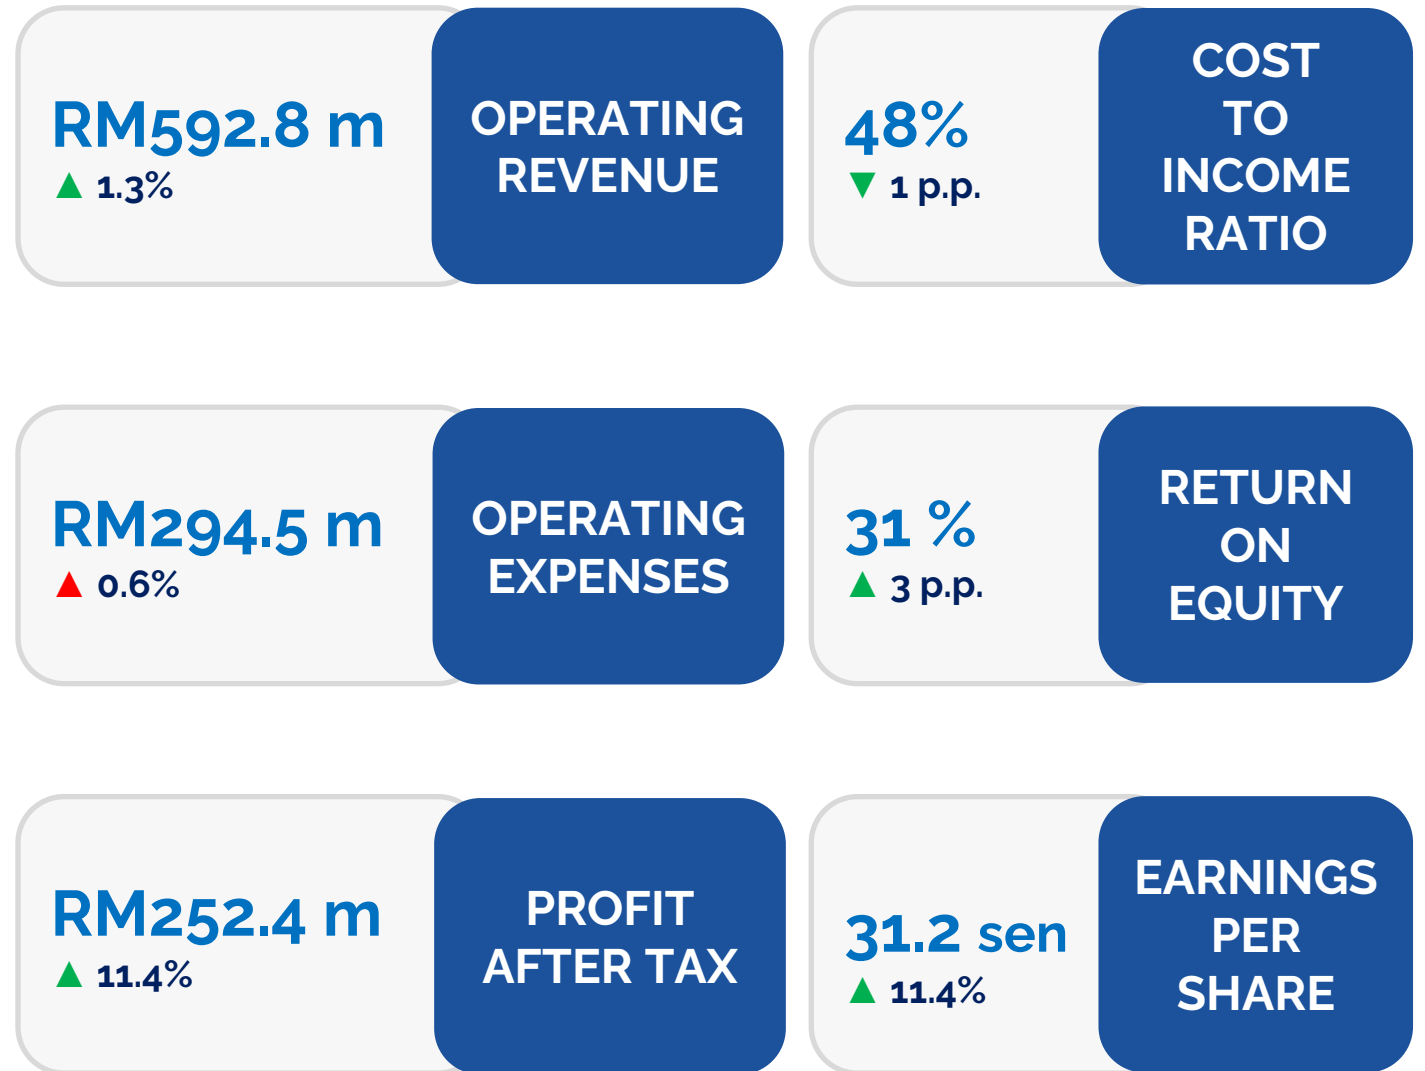 RM592.8 m
▲ 1.3%
OPERATING
REVENUE
48%
▼ 1 p.p.
COST
TO
INCOME
RATIO
RM294.5 m
▲ 0.6%
OPERATING
EXPENSES
31 %
▲ 3 p.p.
RETURN
ON
EQUITY
RM252.4 m
▲ 11.4%
PROFIT
AFTER TAX
31.2 sen
▲ 11.4%
EARNINGS
PER
SHARE